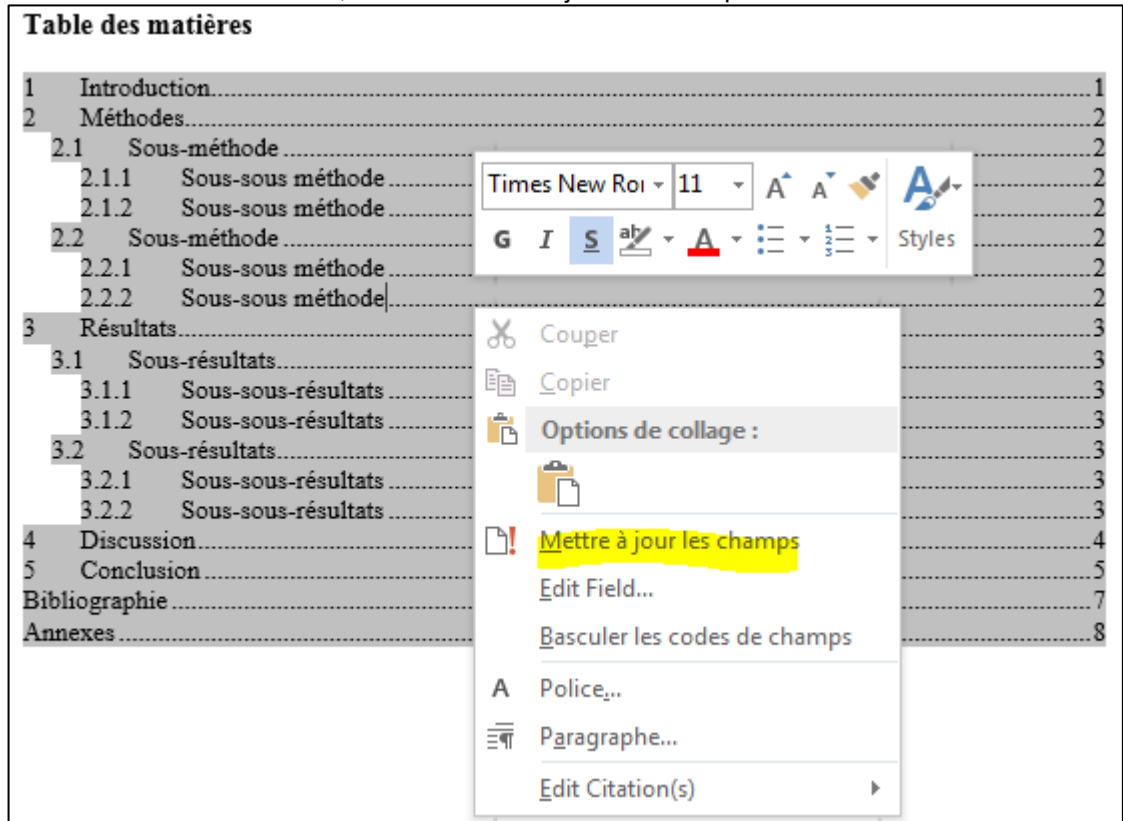 Table des matières
1 Introduction 1
2 Méthodes 2
2.1 Sous-méthode 2
2.1.1 Sous-sous méthode 2
2.1.2 Sous-sous méthode 2
2.2 Sous-méthode 2
2.2.1 Sous-sous méthode 2
2.2.2 Sous-sous méthode 2
3 Résultats 3
3.1 Sous-résultats 3
3.1.1 Sous-sous-résultats 3
3.1.2 Sous-sous-résultats 3
3.2 Sous-résultats 3
3.2.1 Sous-sous-résultats 3
3.2.2 Sous-sous-résultats 3
4 Discussion 4
5 Conclusion 5
Bibliographie 7
Annexes 8
Times New Roi 11 A A
G I S ab A Styles
Couper
Copier
Options de collage :
Mettre à jour les champs
Edit Field...
Basculer les codes de champs
A Police...
Paragraphe...
Edit Citation(s)